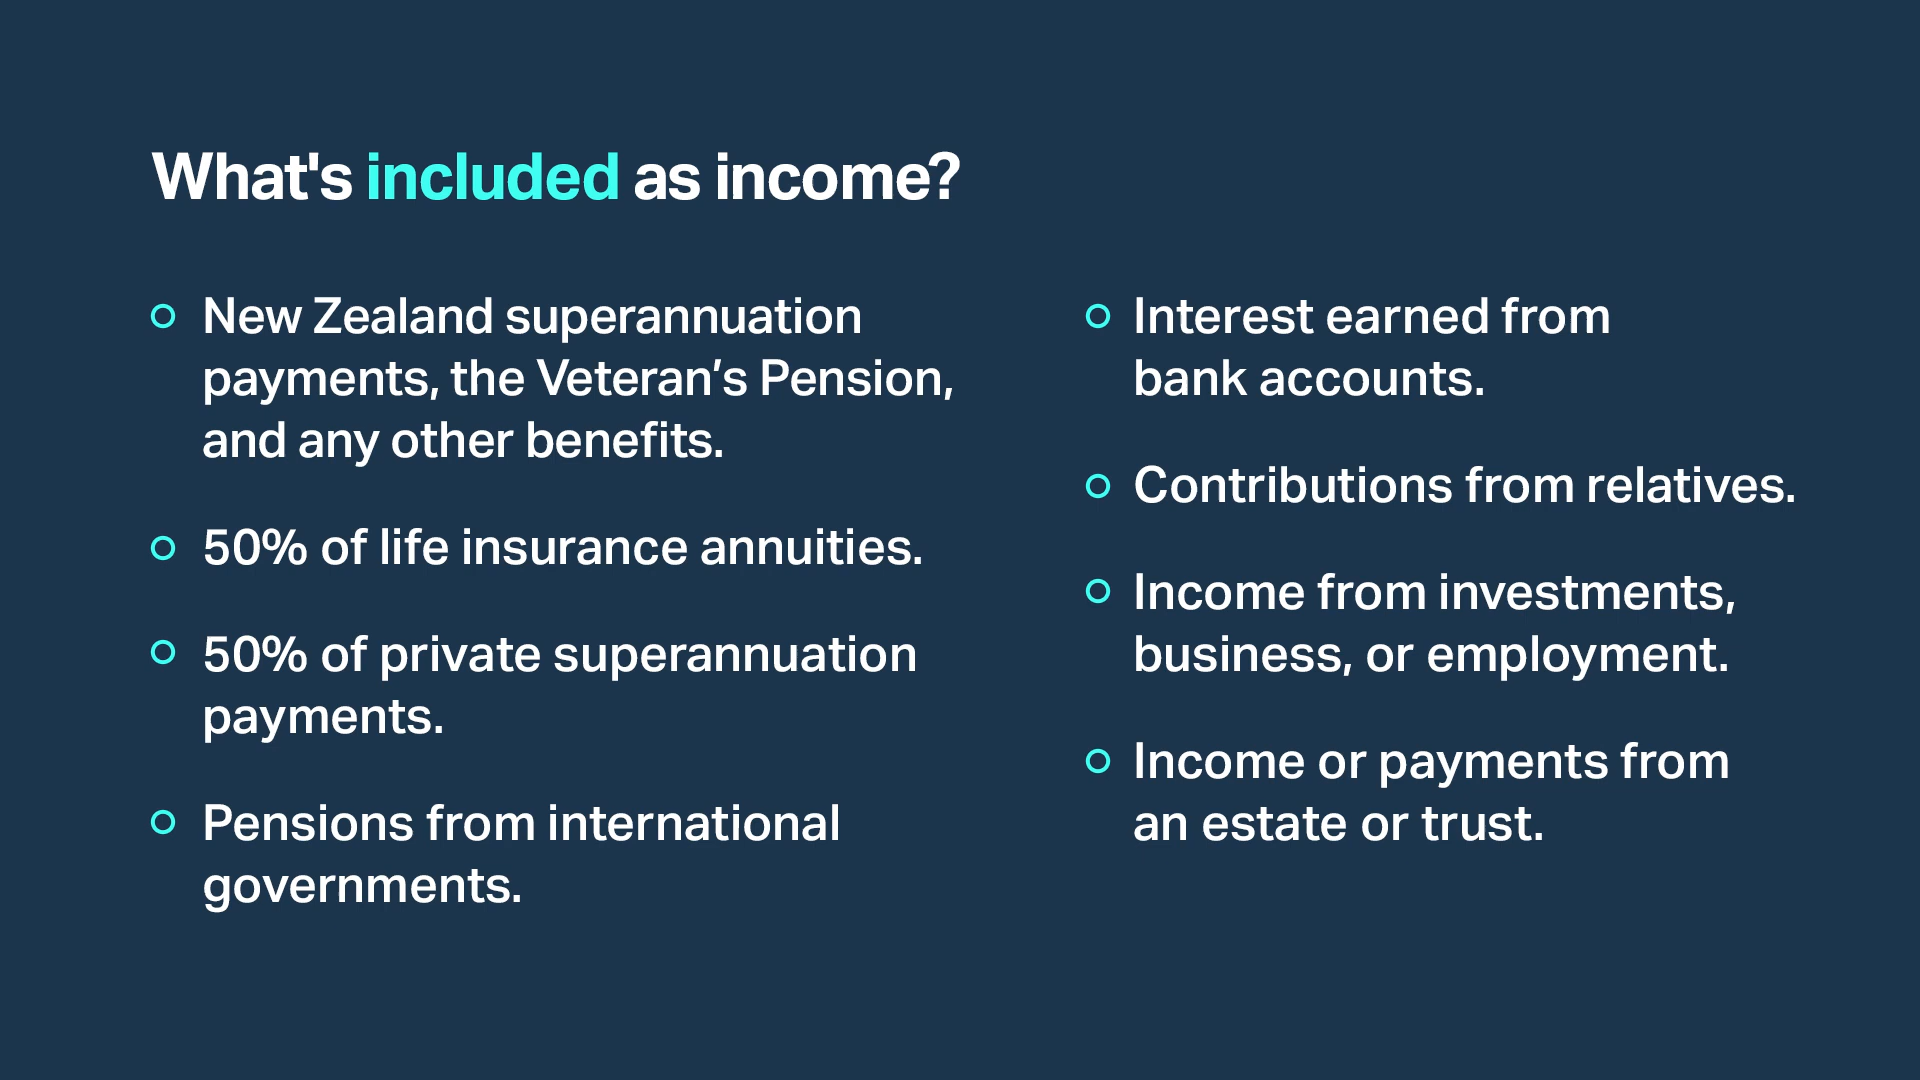 What's included as income?
New Zealand superannuation
payments, the Veteran’s Pension,
and any other benefits.
50% of life insurance annuities.
50% of private superannuation
payments.
Pensions from international
governments.
Interest earned from
bank accounts.
Contributions from relatives.
Income from investments,
business, or employment.
Income or payments from
an estate or trust.